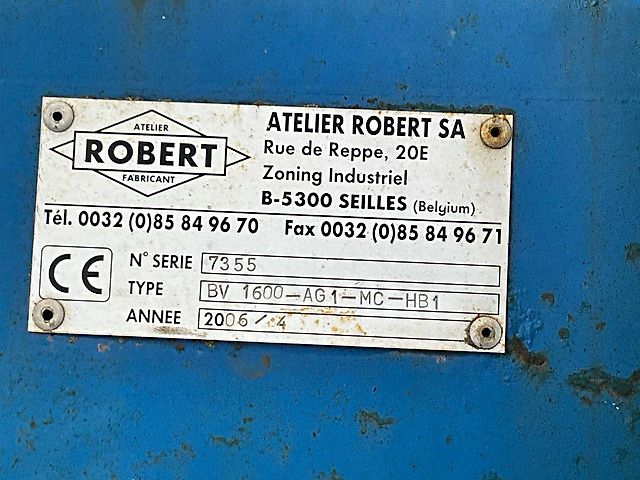 ATELIER
ROBERT
FABRICANT
ATELIER ROBERT SA
Rue de Reppe, 20E
Zoning Industriel
B-5300 SEILLES (Belgium)
Tél. 0032 (0)85 84 96 70 Fax 0032 (0)85 84 96 71
CE
N° SERIE 7355
TYPE BV 1600-AG1-MC-HB1
ANNEE 2006/4